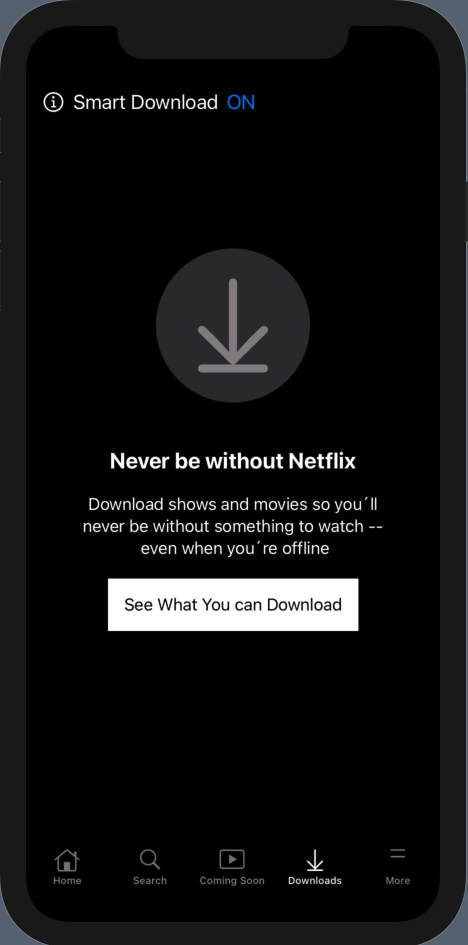 Smart Download ON
Never be without Netflix
Download shows and movies so you´ll
never be without something to watch --
even when you´re offline
See What You can Download
Home Search Coming Soon Downloads More